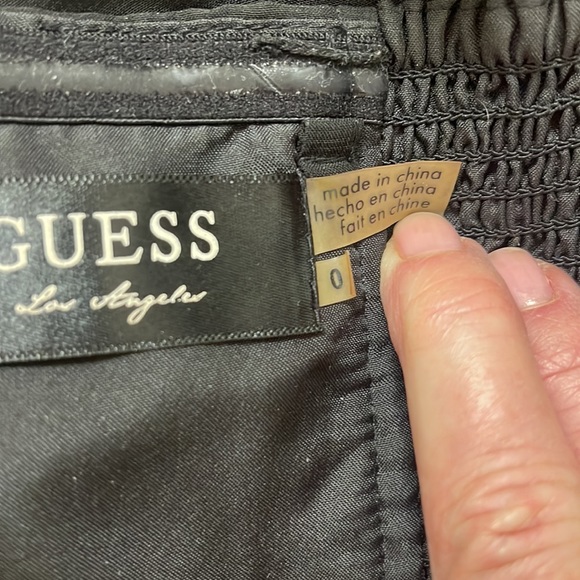 GUESS
Los Angeles
made in china
hecho en china
fait en chine
0